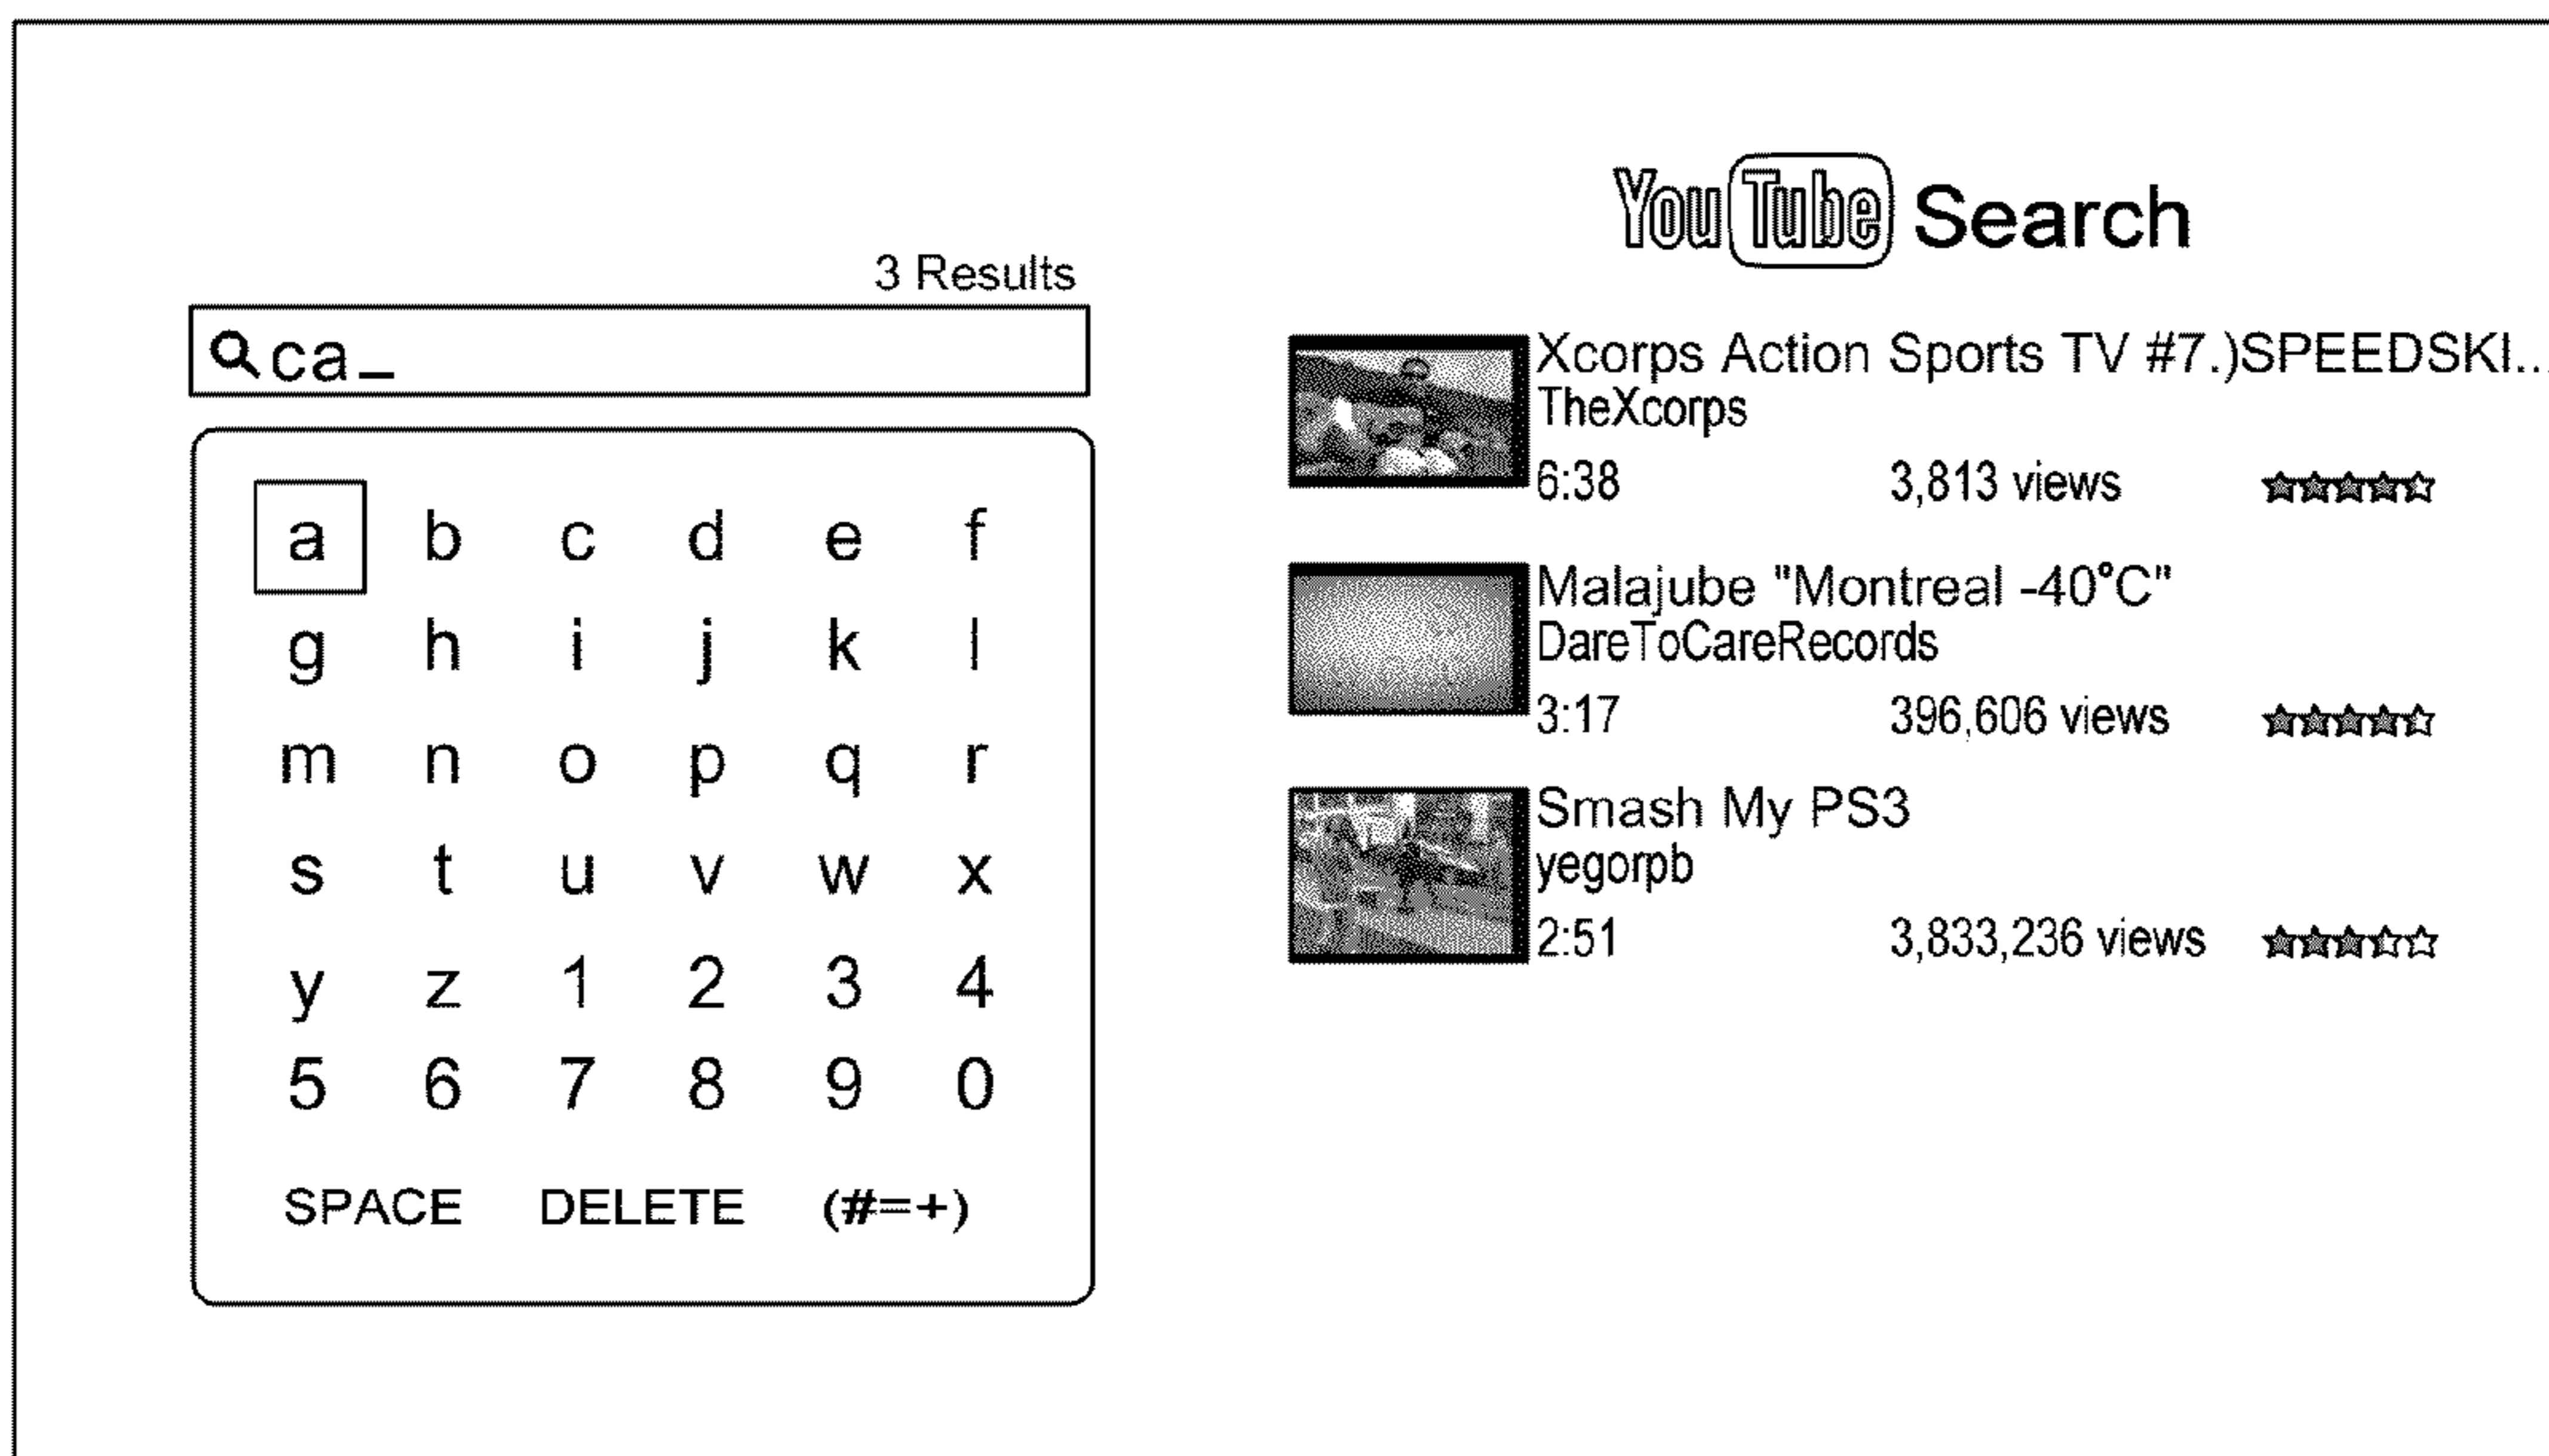 3 Results
ca_
a b c d e f
g h i j k l
m n o p q r
s t u v w x
y z 1 2 3 4
5 6 7 8 9 0
SPACE DELETE (#=+)
YouTube Search
Xcorps Action Sports TV #7.)SPEEDSKI...
TheXcorps
6:38 3,813 views
Malajube "Montreal -40°C"
DareToCareRecords
3:17 396,606 views
Smash My PS3
yegorpb
2:51 3,833,236 views